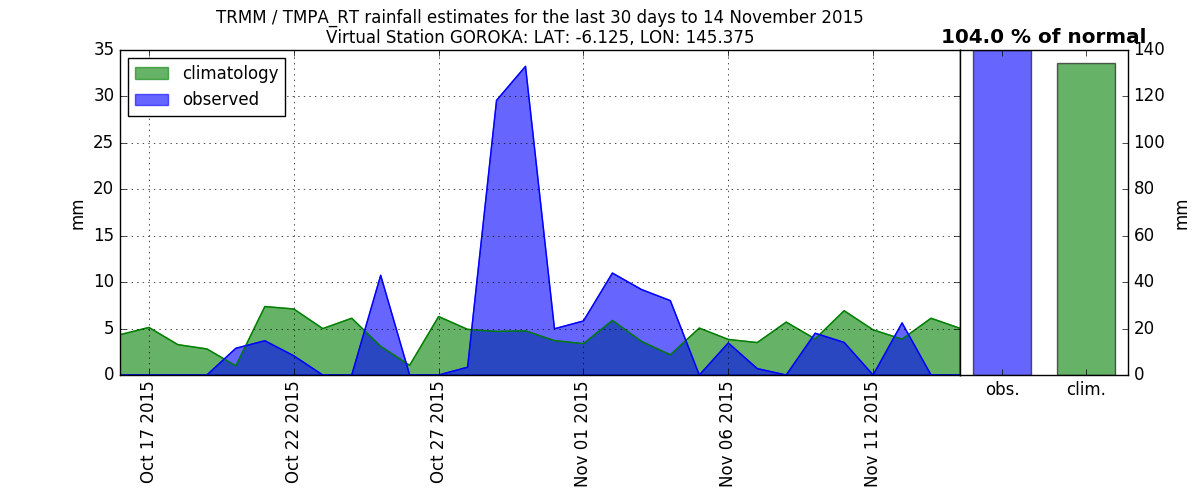 TRMM / TMPA_RT rainfall estimates for the last 30 days to 14 November 2015
Virtual Station GOROKA: LAT: -6.125, LON: 145.375
104.0 % of normal
climatology
observed
35
30
25
20
15
10
5
0
mm
Oct 17 2015
Oct 22 2015
Oct 27 2015
Nov 01 2015
Nov 06 2015
Nov 11 2015
140
120
100
80
60
40
20
0
mm
obs.
clim.